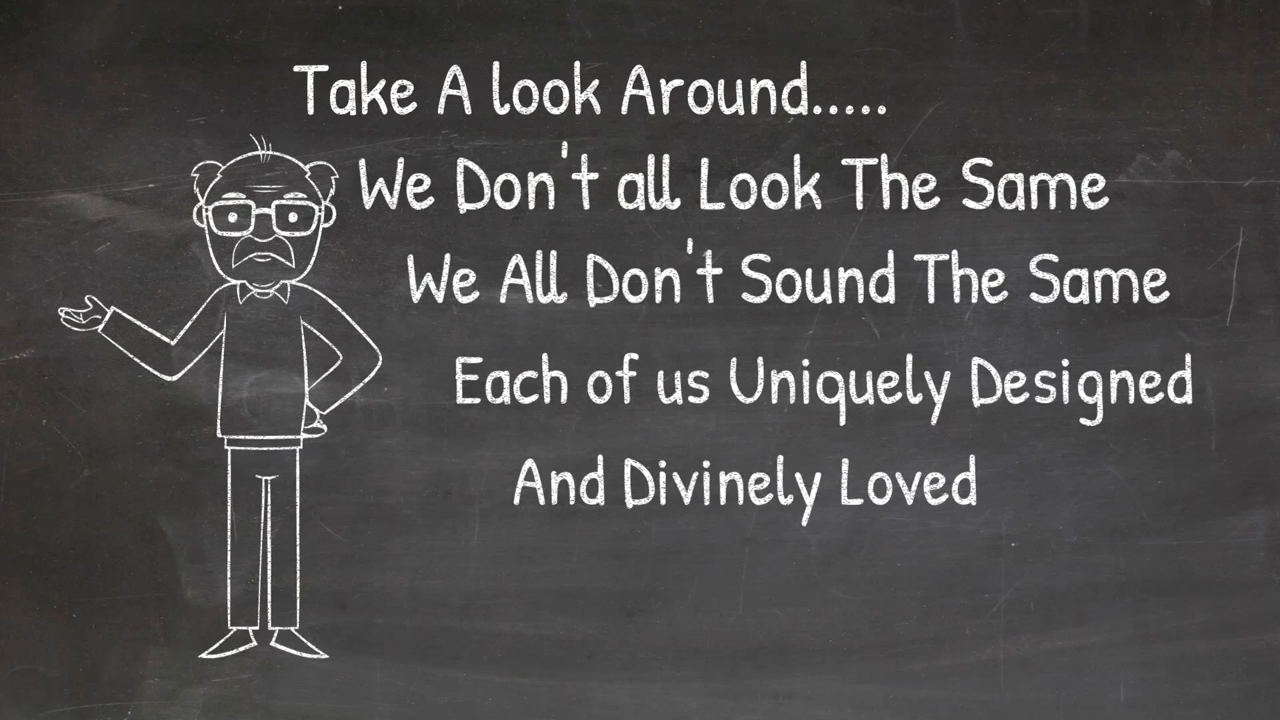 Take A look Around.....
We Don't all Look The Same
We All Don't Sound The Same
Each of us Uniquely Designed
And Divinely Loved